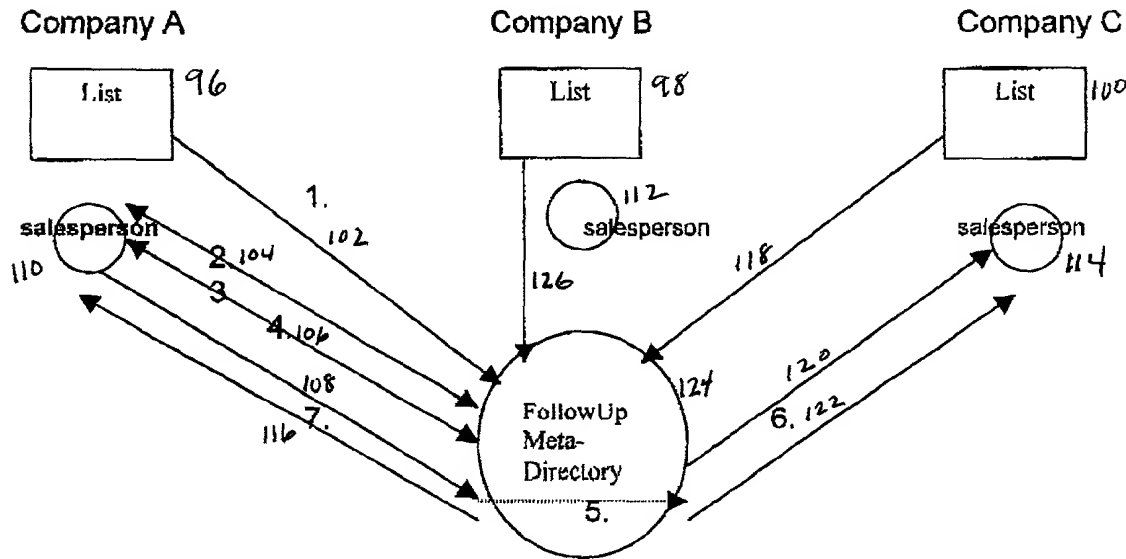 Company A Company B Company C
List 96 List 98 List 100
1.
112
salesperson 102 salesperson salesperson
110 2. 104 118 114
3 126
4. 106
120
108 124
7. FollowUp 6. 122
116 Meta-
Directory
5.